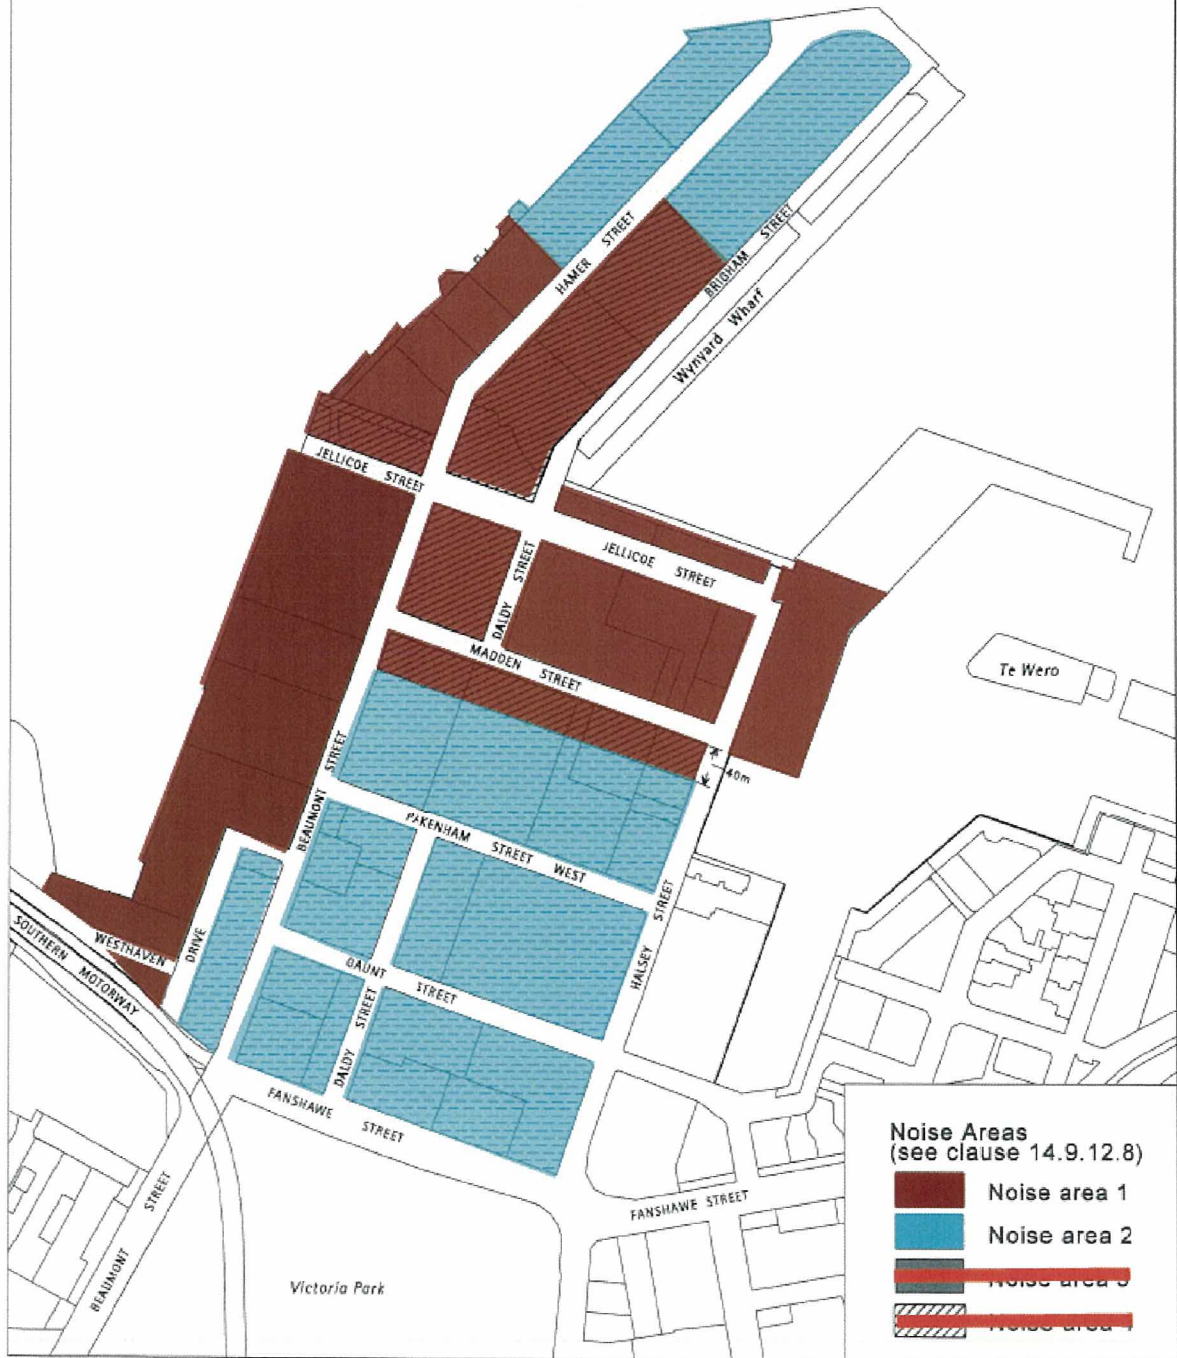 HAMER STREET
BRIGHAM STREET
Wynyard Wharf
JELLICOE STREET
JELLICOE STREET
DALDY STREET
MADDEN STREET
Te Wero
40m
BEAUMONT STREET
PAKENHAM STREET WEST
HALSEY STREET
WESTHAVEN DRIVE
SOUTHERN MOTORWAY
DAUNT STREET
DALDY STREET
FANSHAWE STREET
FANSHAWE STREET
BEAUMONT STREET
Victoria Park
Noise Areas
(see clause 14.9.12.8)
Noise area 1
Noise area 2